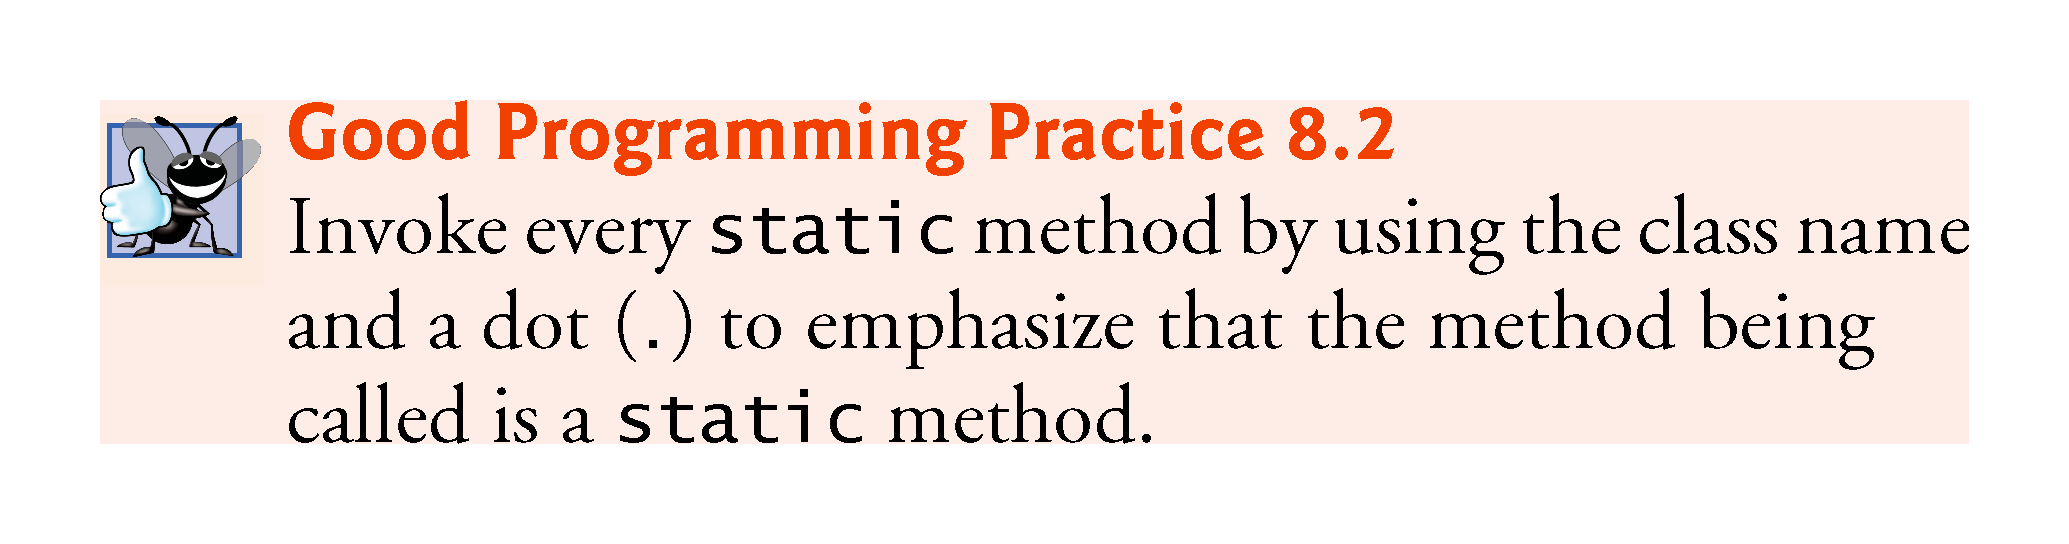 Good Programming Practice 8.2
Invoke every static method by using the class name
and a dot (.) to emphasize that the method being
called is a static method.